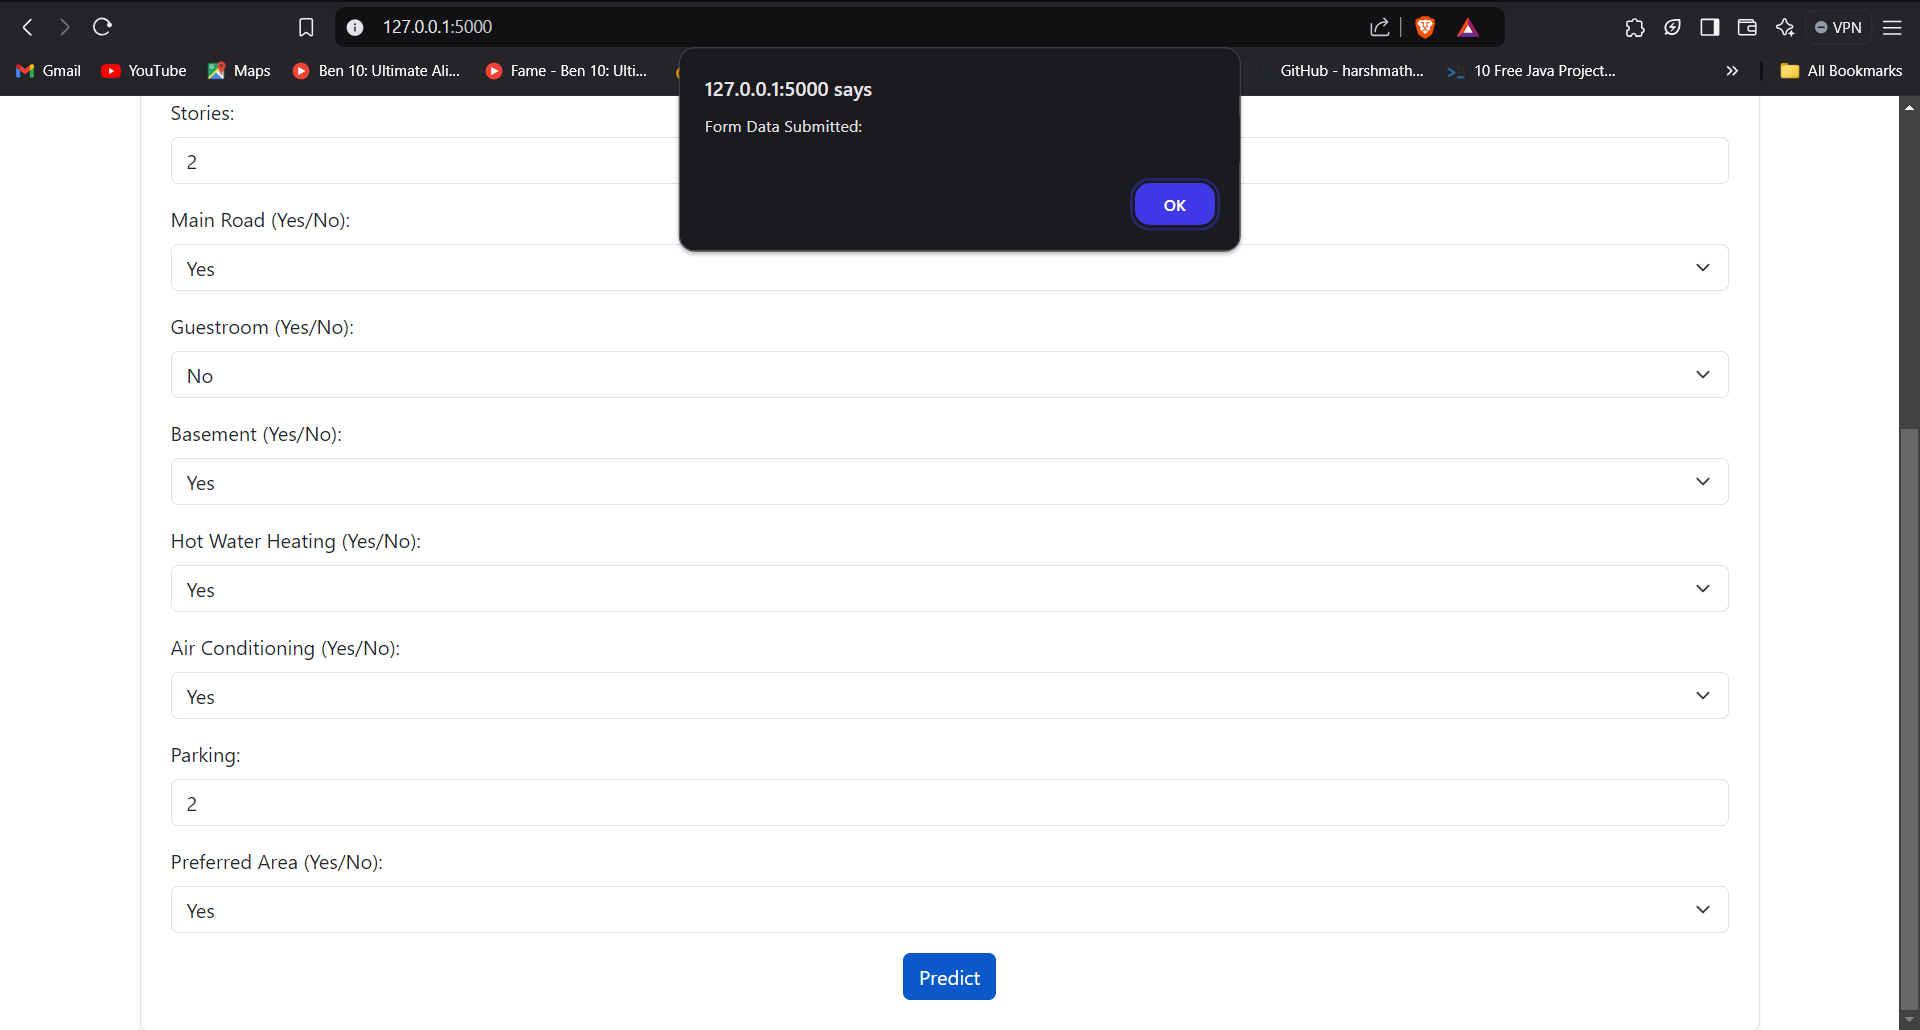 127.0.0.1:5000
VPN
Gmail
YouTube
Maps
Ben 10: Ultimate Ali...
Fame - Ben 10: Ulti...
GitHub - harshmath...
10 Free Java Project...
All Bookmarks
127.0.0.1:5000 says
Form Data Submitted:
OK
Stories:
2
Main Road (Yes/No):
Yes
Guestroom (Yes/No):
No
Basement (Yes/No):
Yes
Hot Water Heating (Yes/No):
Yes
Air Conditioning (Yes/No):
Yes
Parking:
2
Preferred Area (Yes/No):
Yes
Predict